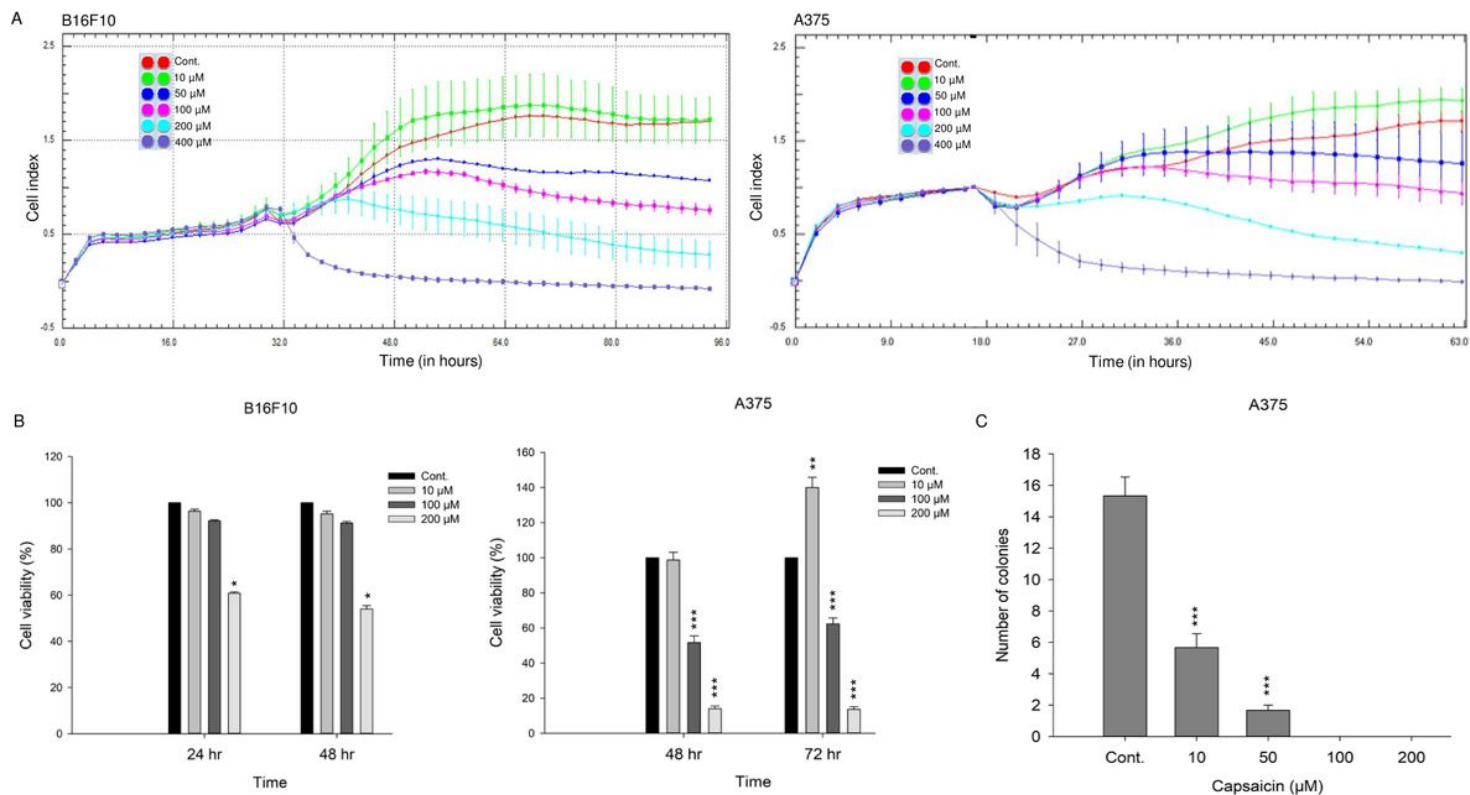 A
B16F10
2.5
1.5
Cell index
0.5
-0.5
Cont.
10 µM
50 µM
100 µM
200 µM
400 µM
0.0 16.0 32.0 48.0 64.0 80.0 96.0
Time (in hours)
A375
2.5
1.5
Cell index
0.5
-0.5
Cont.
10 µM
50 µM
100 µM
200 µM
400 µM
0.0 9.0 18.0 27.0 36.0 45.0 54.0 63.0
Time (in hours)
B
B16F10
120
100
80
60
40
20
0
Cell viability (%)
Cont.
10 µM
100 µM
200 µM
* *
24 hr 48 hr
Time
A375
160
140
120
100
80
60
40
20
0
Cell viability (%)
Cont.
10 µM
100 µM
200 µM
*** *** ** *** ***
48 hr 72 hr
Time
C
A375
18
16
14
12
10
8
6
4
2
0
Number of colonies
*** ***
Cont. 10 50 100 200
Capsaicin (µM)